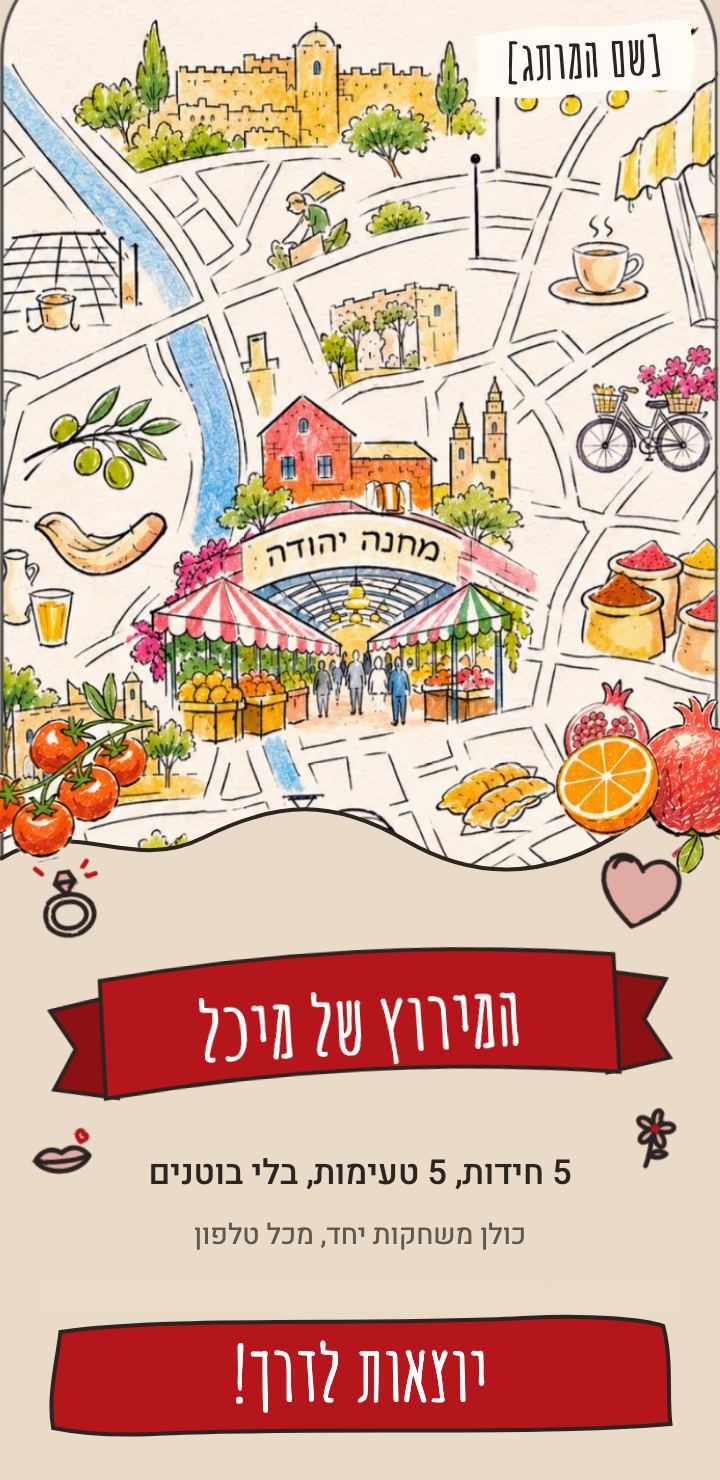 [שם המותג]
מחנה יהודה
המירוץ של מיכל
5 חידות, 5 טעימות, בלי בוטנים
כולן משחקות יחד, מכל טלפון
יוצאות לדרך!